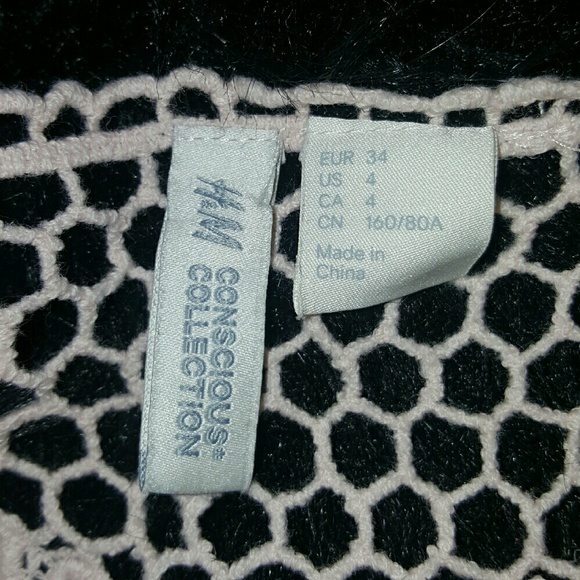 H&M
CONSCIOUS*
COLLECTION
EUR 34
US 4
CA 4
CN 160/80A
Made in
China